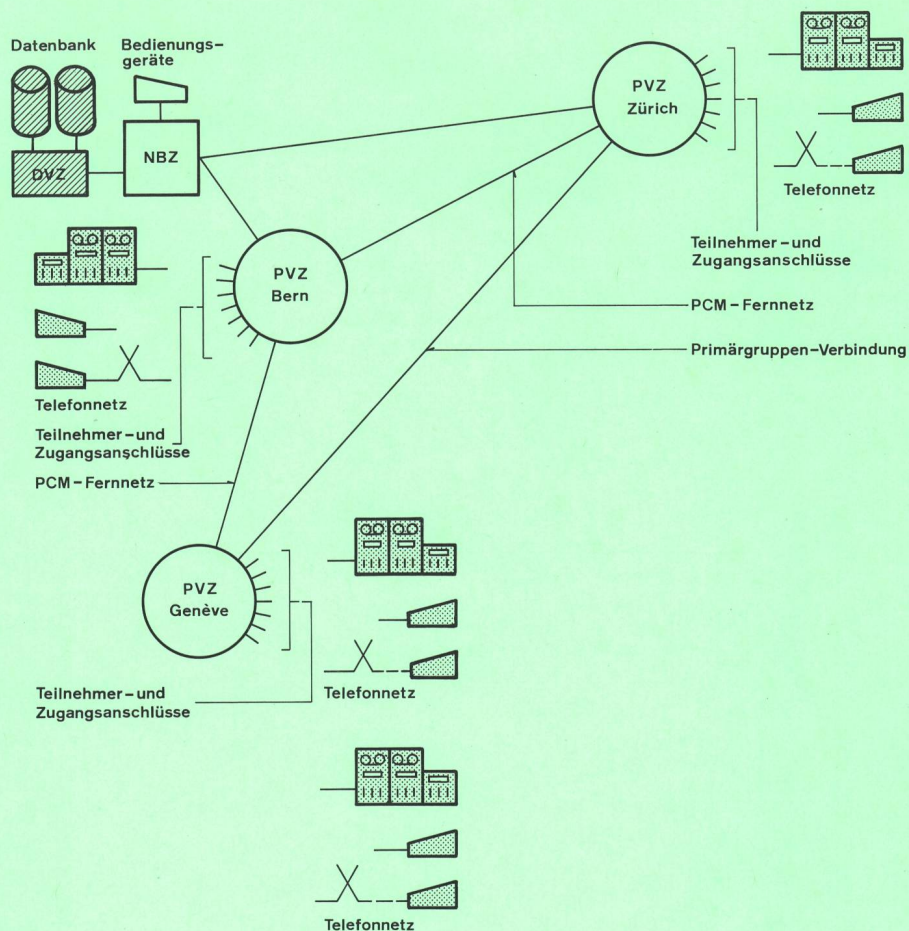 Datenbank
Bedienungs-
geräte
DVZ
NBZ
PVZ
Zürich
Telefonnetz
Teilnehmer-und
Zugangsanschlüsse
PCM-Fernnetz
Primärgruppen-Verbindung
PVZ
Bern
Telefonnetz
Teilnehmer-und
Zugangsanschlüsse
PCM-Fernnetz
PVZ
Genève
Teilnehmer-und
Zugangsanschlüsse
Telefonnetz
Telefonnetz